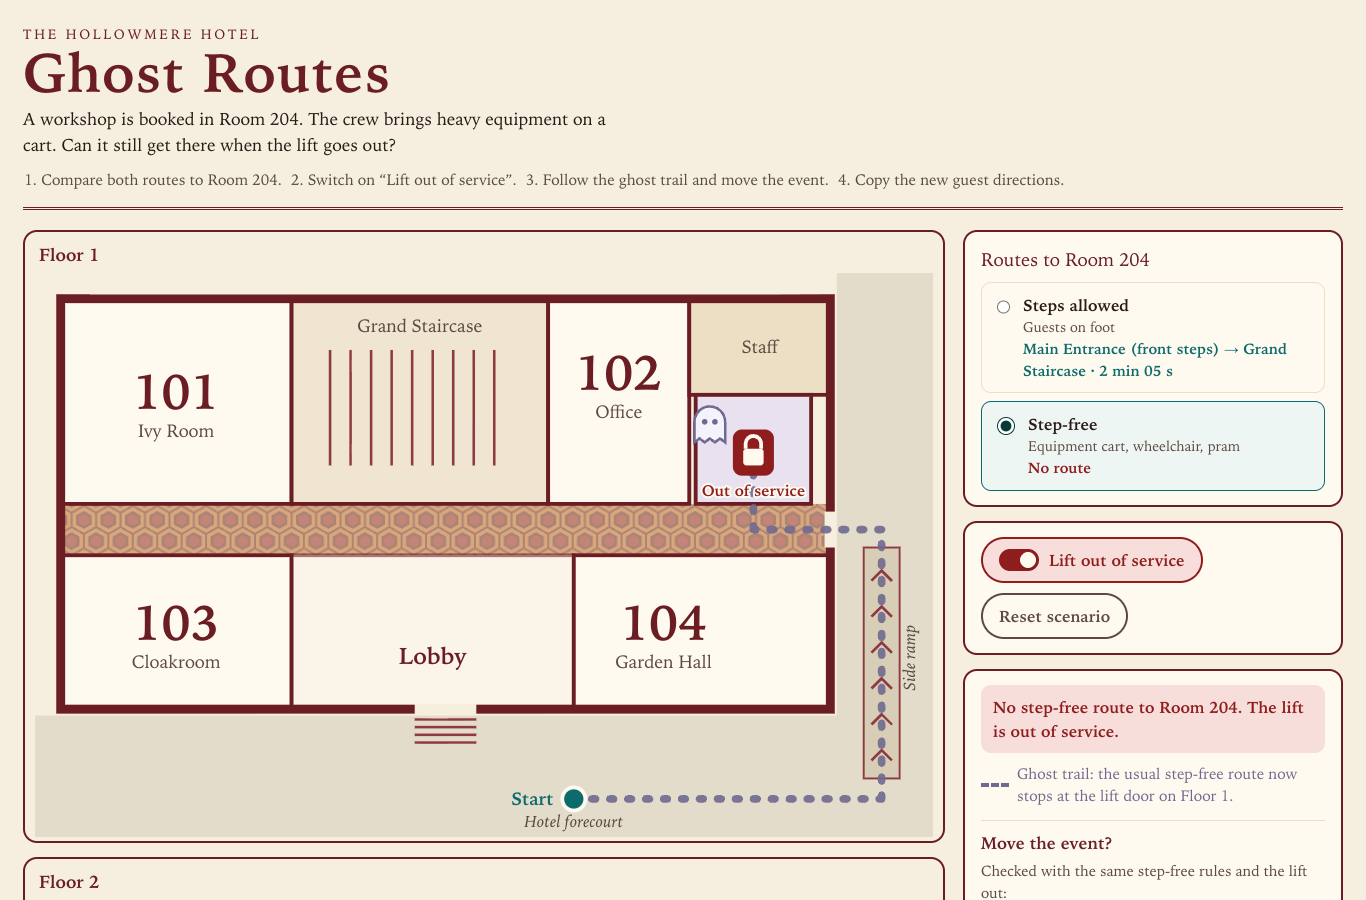 THE HOLLOWMERE HOTEL
Ghost Routes
A workshop is booked in Room 204. The crew brings heavy equipment on a
cart. Can it still get there when the lift goes out?
1. Compare both routes to Room 204. 2. Switch on “Lift out of service”. 3. Follow the ghost trail and move the event. 4. Copy the new guest directions.
Floor 1
101
Ivy Room
Grand Staircase
102
Office
Staff
Out of service
103
Cloakroom
Lobby
104
Garden Hall
Side ramp
Start
Hotel forecourt
Floor 2
Routes to Room 204
Steps allowed
Guests on foot
Main Entrance (front steps) → Grand
Staircase · 2 min 05 s
Step-free
Equipment cart, wheelchair, pram
No route
Lift out of service
Reset scenario
No step-free route to Room 204. The lift
is out of service.
Ghost trail: the usual step-free route now
stops at the lift door on Floor 1.
Move the event?
Checked with the same step-free rules and the lift
out: